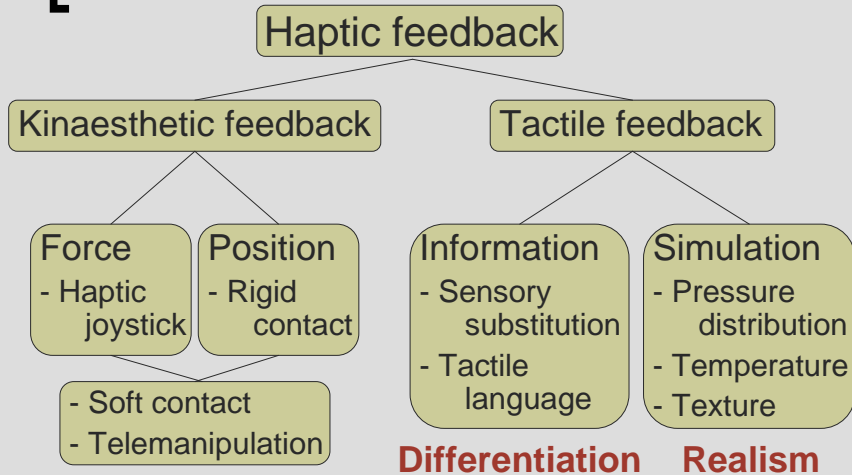 Haptic feedback
Kinaesthetic feedback
Tactile feedback
Force
- Haptic
joystick
Position
- Rigid
contact
- Soft contact
- Telemanipulation
Information
- Sensory
substitution
- Tactile
language
Differentiation
Simulation
- Pressure
distribution
- Temperature
- Texture
Realism